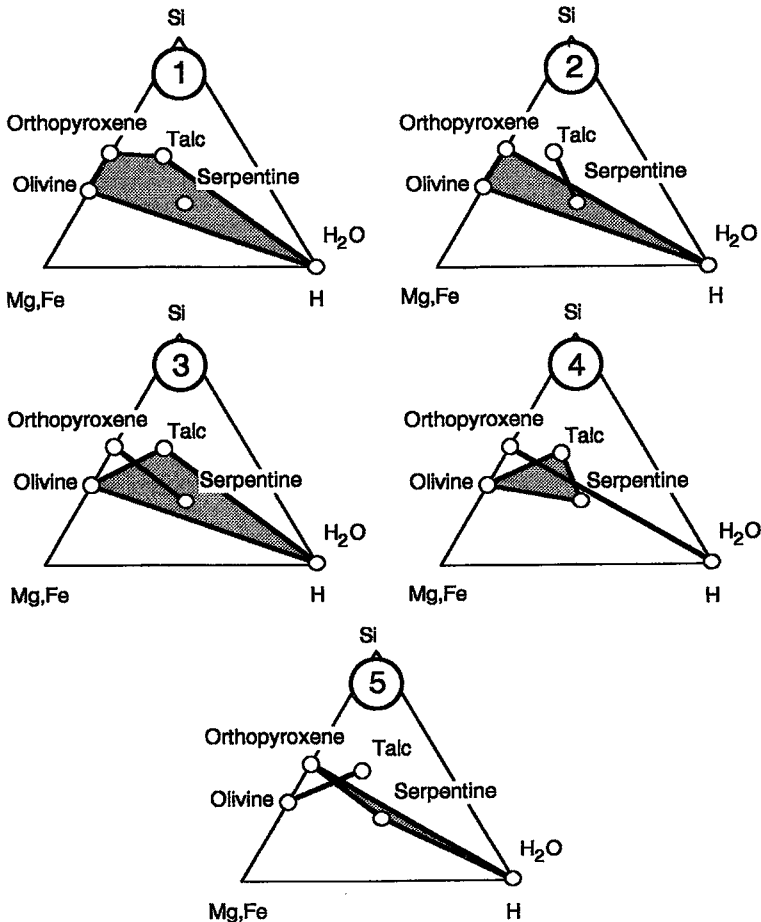 Si
1
Orthopyroxene
Talc
Olivine
Serpentine
H2O
Mg,Fe
H
Si
2
Orthopyroxene
Talc
Olivine
Serpentine
H2O
Mg,Fe
H
Si
3
Orthopyroxene
Talc
Olivine
Serpentine
H2O
Mg,Fe
H
Si
4
Orthopyroxene
Talc
Olivine
Serpentine
H2O
Mg,Fe
H
Si
5
Orthopyroxene
Talc
Olivine
Serpentine
H2O
Mg,Fe
H